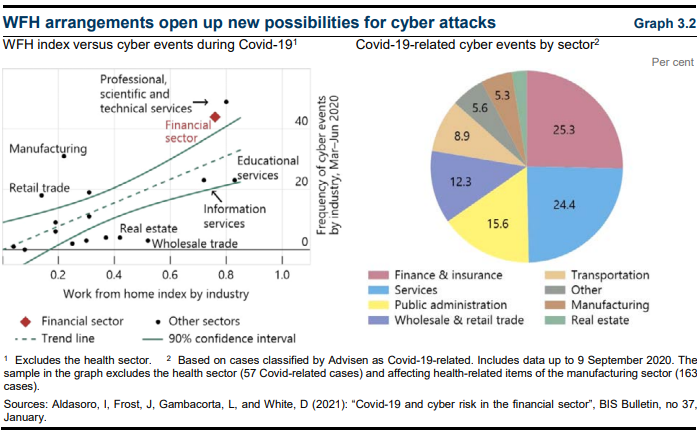 WFH arrangements open up new possibilities for cyber attacks
Graph 3.2
WFH index versus cyber events during Covid-19¹
Covid-19-related cyber events by sector²
Per cent
Professional,
scientific and
technical services
Financial
sector
Manufacturing
Retail trade
Educational
services
Information
services
Real estate
Wholesale trade
40
20
0
Frequency of cyber events
by industry, Mar–Jun 2020
0.2
0.4
0.6
0.8
1.0
Work from home index by industry
Financial sector
Other sectors
Trend line
90% confidence interval
25.3
24.4
15.6
12.3
8.9
5.6
5.3
Finance & insurance
Services
Public administration
Wholesale & retail trade
Transportation
Other
Manufacturing
Real estate
¹ Excludes the health sector. ² Based on cases classified by Advisen as Covid-19-related. Includes data up to 9 September 2020. The
sample in the graph excludes the health sector (57 Covid-related cases) and affecting health-related items of the manufacturing sector (163
cases).
Sources: Aldasoro, I, Frost, J, Gambacorta, L, and White, D (2021): “Covid-19 and cyber risk in the financial sector”, BIS Bulletin, no 37,
January.